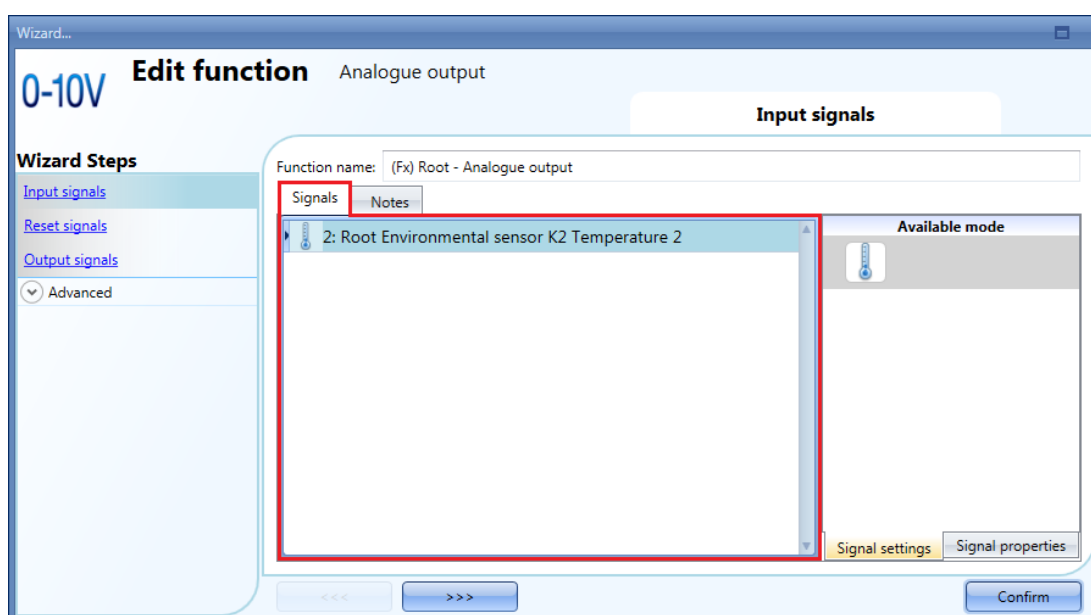 Wizard...
0-10V
Edit function
Analogue output
Input signals
Wizard Steps
Input signals
Reset signals
Output signals
Advanced
Function name: (Fx) Root - Analogue output
Signals
Notes
2: Root Environmental sensor K2 Temperature 2
Available mode
Signal settings
Signal properties
<<<
>>>
Confirm